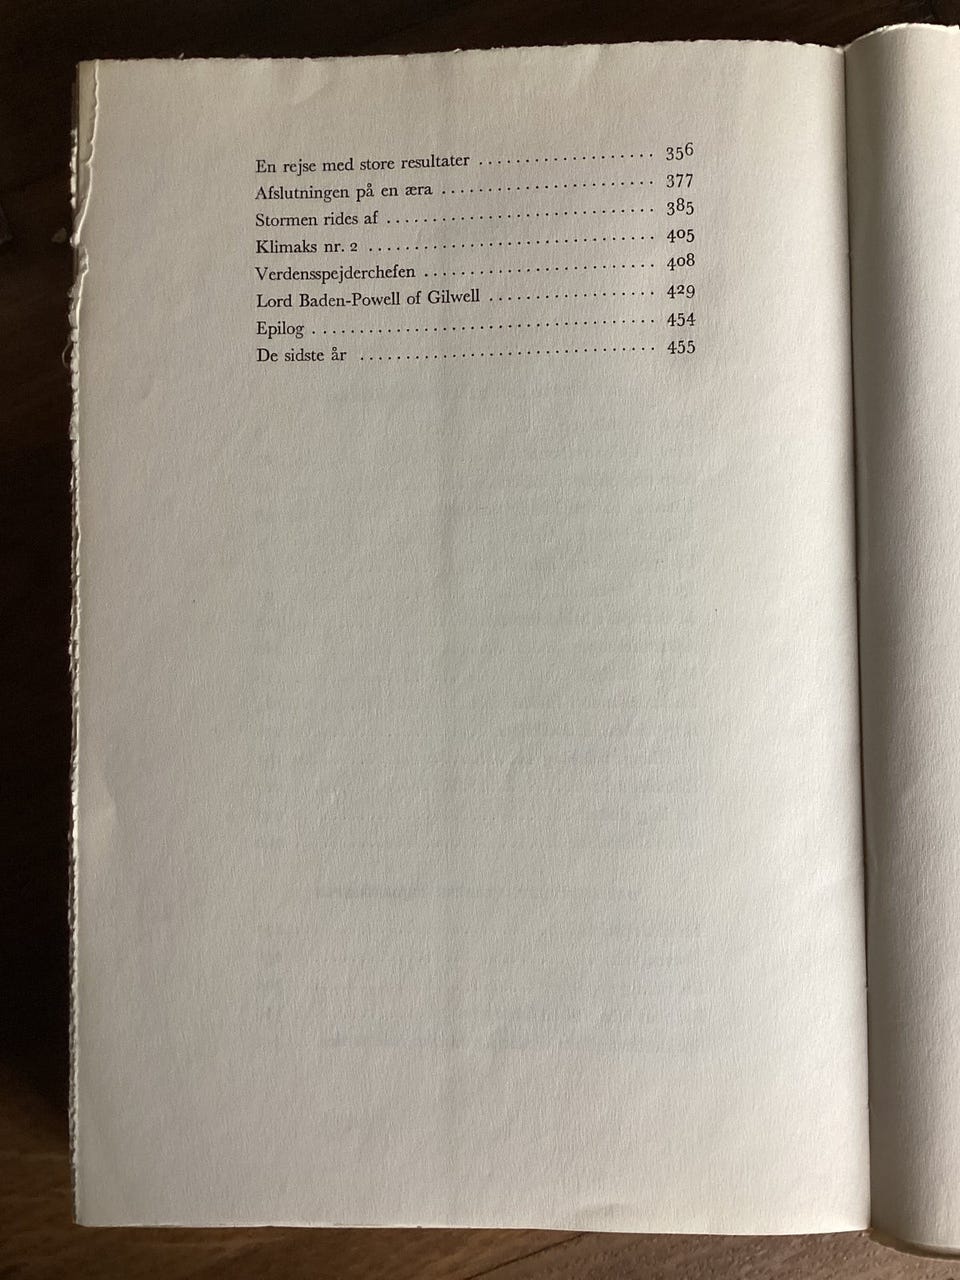 En rejse med store resultater ................... 356
Afslutningen på en æra ....................... 377
Stormen rides af ............................. 385
Klimaks nr. 2 ............................... 405
Verdensspejderchefen ......................... 408
Lord Baden-Powell of Gilwell .................. 429
Epilog ..................................... 454
De sidste år ................................ 455